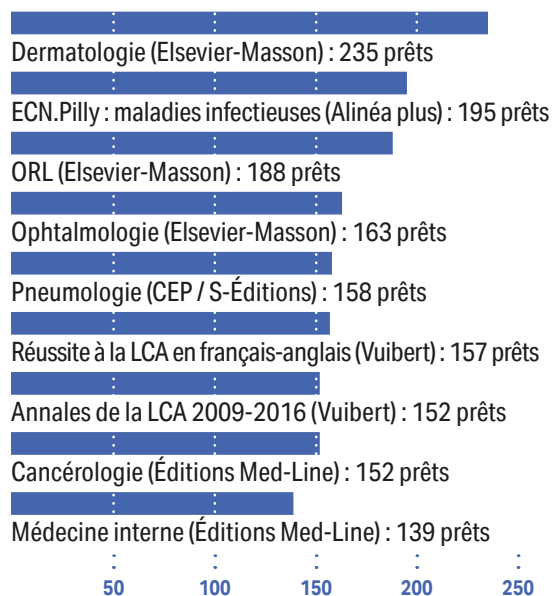 Dermatologie (Elsevier-Masson) : 235 prêts
ECN.Pilly : maladies infectieuses (Alinéa plus) : 195 prêts
ORL (Elsevier-Masson) : 188 prêts
Ophtalmologie (Elsevier-Masson) : 163 prêts
Pneumologie (CEP / S-Éditions) : 158 prêts
Réussite à la LCA en français-anglais (Vuibert) : 157 prêts
Annales de la LCA 2009-2016 (Vuibert) : 152 prêts
Cancérologie (Éditions Med-Line) : 152 prêts
Médecine interne (Éditions Med-Line) : 139 prêts
50 100 150 200 250